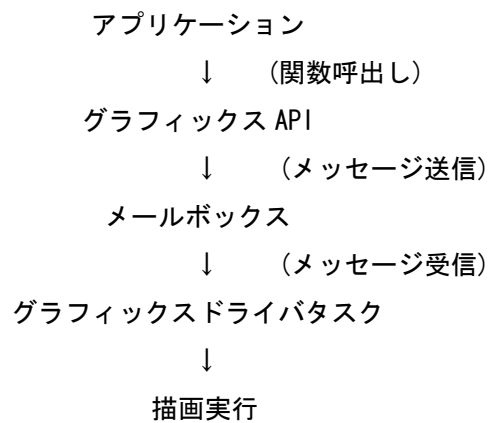 アプリケーション
↓ (関数呼出し)
グラフィックス API
↓ (メッセージ送信)
メールボックス
↓ (メッセージ受信)
グラフィックスドライバタスク
↓
描画実行